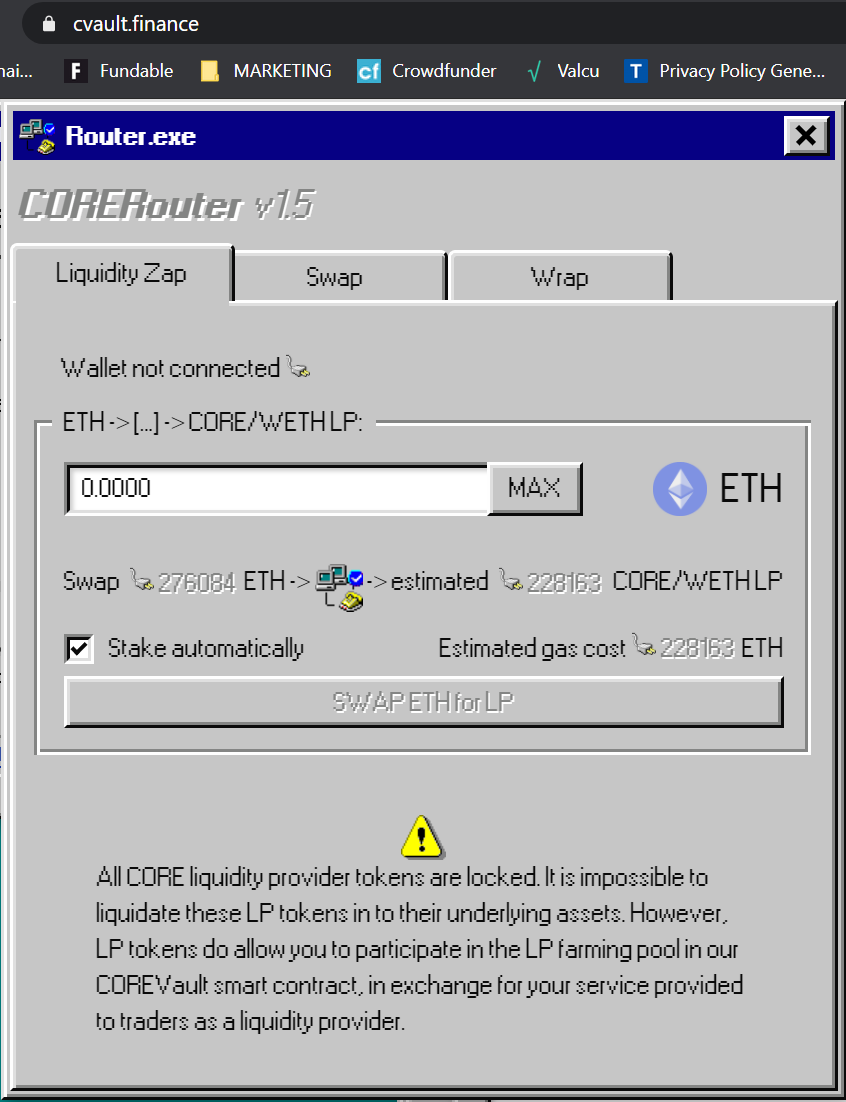 cvault.finance
nai...
Fundable
MARKETING
cf Crowdfunder
√ Valcu
T Privacy Policy Gene...
Router.exe
CORERouter v1.5
Liquidity Zap
Swap
Wrap
Wallet not connected
ETH->[...]->CORE/WETH LP:
0.0000
MAX
ETH
Swap 276084 ETH-> -> estimated 228163 CORE/WETH LP
Stake automatically
Estimated gas cost 228163 ETH
SWAP ETH for LP
All CORE liquidity provider tokens are locked. It is impossible to
liquidate these LP tokens in to their underlying assets. However,
LP tokens do allow you to participate in the LP farming pool in our
COREVault smart contract, in exchange for your service provided
to traders as a liquidity provider.